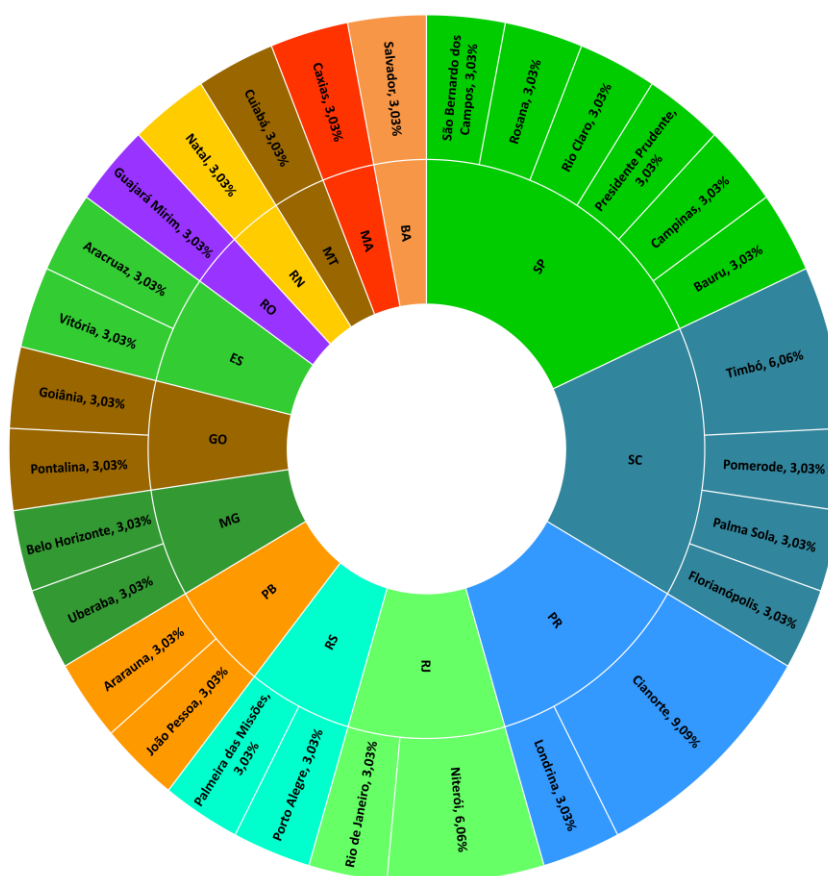 São Bernardo dos
Campos, 3,03%
Rosana, 3,03%
Rio Claro, 3,03%
Presidente Prudente,
3,03%
Campinas, 3,03%
Bauru, 3,03%
SP
Timbó, 6,06%
Pomerode, 3,03%
Palma Sola, 3,03%
Florianópolis, 3,03%
SC
Cianorte, 9,09%
Londrina, 3,03%
PR
Niterói, 6,06%
Rio de Janeiro, 3,03%
RJ
Porto Alegre, 3,03%
Palmeira das Missões,
3,03%
RS
João Pessoa, 3,03%
Ararauna, 3,03%
PB
Uberaba, 3,03%
Belo Horizonte, 3,03%
MG
Pontalina, 3,03%
Goiânia, 3,03%
GO
Vitória, 3,03%
Aracruaz, 3,03%
ES
Guajará Mirim, 3,03%
RO
Natal, 3,03%
RN
Cuiabá, 3,03%
MT
Caxias, 3,03%
MA
Salvador, 3,03%
BA